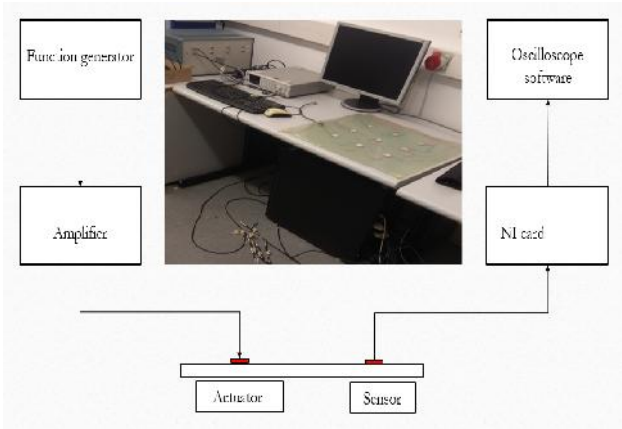 Function generator
Oscilloscope
software
Amplifier
NI card
Actuator
Sensor